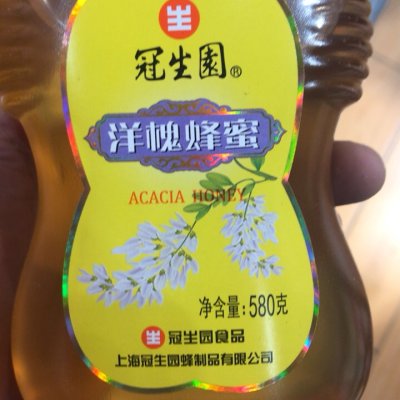 生
冠生園®
洋槐蜂蜜
ACACIA HONEY
净含量:580克
生 冠生园食品
上海冠生园蜂制品有限公司